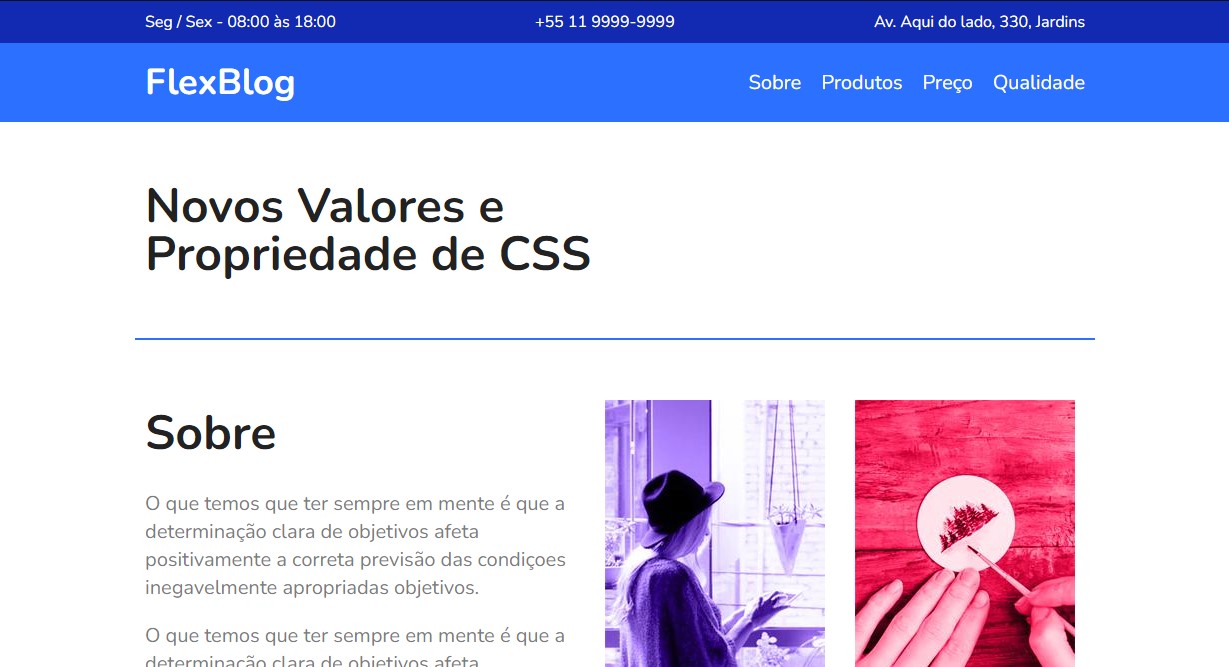 Seg / Sex - 08:00 às 18:00
+55 11 9999-9999
Av. Aqui do lado, 330, Jardins
FlexBlog
Sobre
Produtos
Preço
Qualidade
Novos Valores e
Propriedade de CSS
Sobre
O que temos que ter sempre em mente é que a
determinação clara de objetivos afeta
positivamente a correta previsão das condiçoes
inegavelmente apropriadas objetivos.
O que temos que ter sempre em mente é que a
determinação clara de objetivos afeta